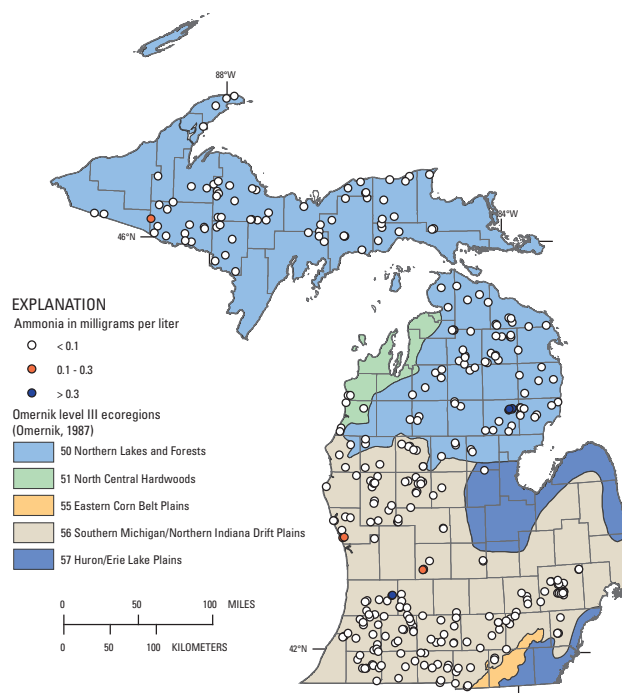 88°W
84°W
46°N
EXPLANATION
Ammonia in milligrams per liter
< 0.1
0.1 - 0.3
> 0.3
Omernik level III ecoregions
(Omernik, 1987)
50 Northern Lakes and Forests
51 North Central Hardwoods
55 Eastern Corn Belt Plains
56 Southern Michigan/Northern Indiana Drift Plains
57 Huron/Erie Lake Plains
0 50 100 MILES
0 50 100 KILOMETERS
42°N